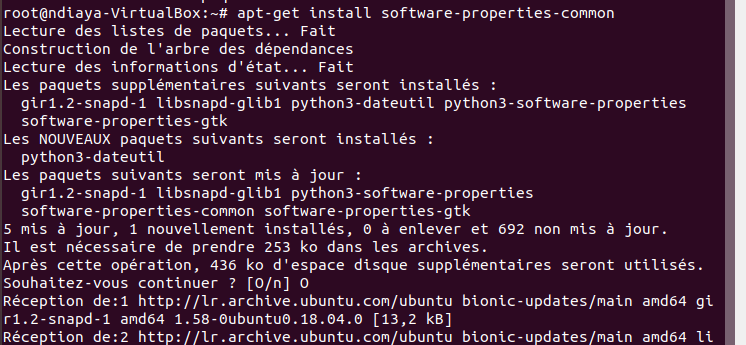 root@ndiaya-VirtualBox:~# apt-get install software-properties-common
Lecture des listes de paquets... Fait
Construction de l'arbre des dépendances
Lecture des informations d'état... Fait
Les paquets supplémentaires suivants seront installés :
  gir1.2-snapd-1 libsnapd-glib1 python3-dateutil python3-software-properties
  software-properties-gtk
Les NOUVEAUX paquets suivants seront installés :
  python3-dateutil
Les paquets suivants seront mis à jour :
  gir1.2-snapd-1 libsnapd-glib1 python3-software-properties
  software-properties-common software-properties-gtk
5 mis à jour, 1 nouvellement installés, 0 à enlever et 692 non mis à jour.
Il est nécessaire de prendre 253 ko dans les archives.
Après cette opération, 436 ko d'espace disque supplémentaires seront utilisés.
Souhaitez-vous continuer ? [O/n] O
Réception de:1 http://lr.archive.ubuntu.com/ubuntu bionic-updates/main amd64 gi
r1.2-snapd-1 amd64 1.58-0ubuntu0.18.04.0 [13,2 kB]
Réception de:2 http://lr.archive.ubuntu.com/ubuntu bionic-updates/main amd64 li